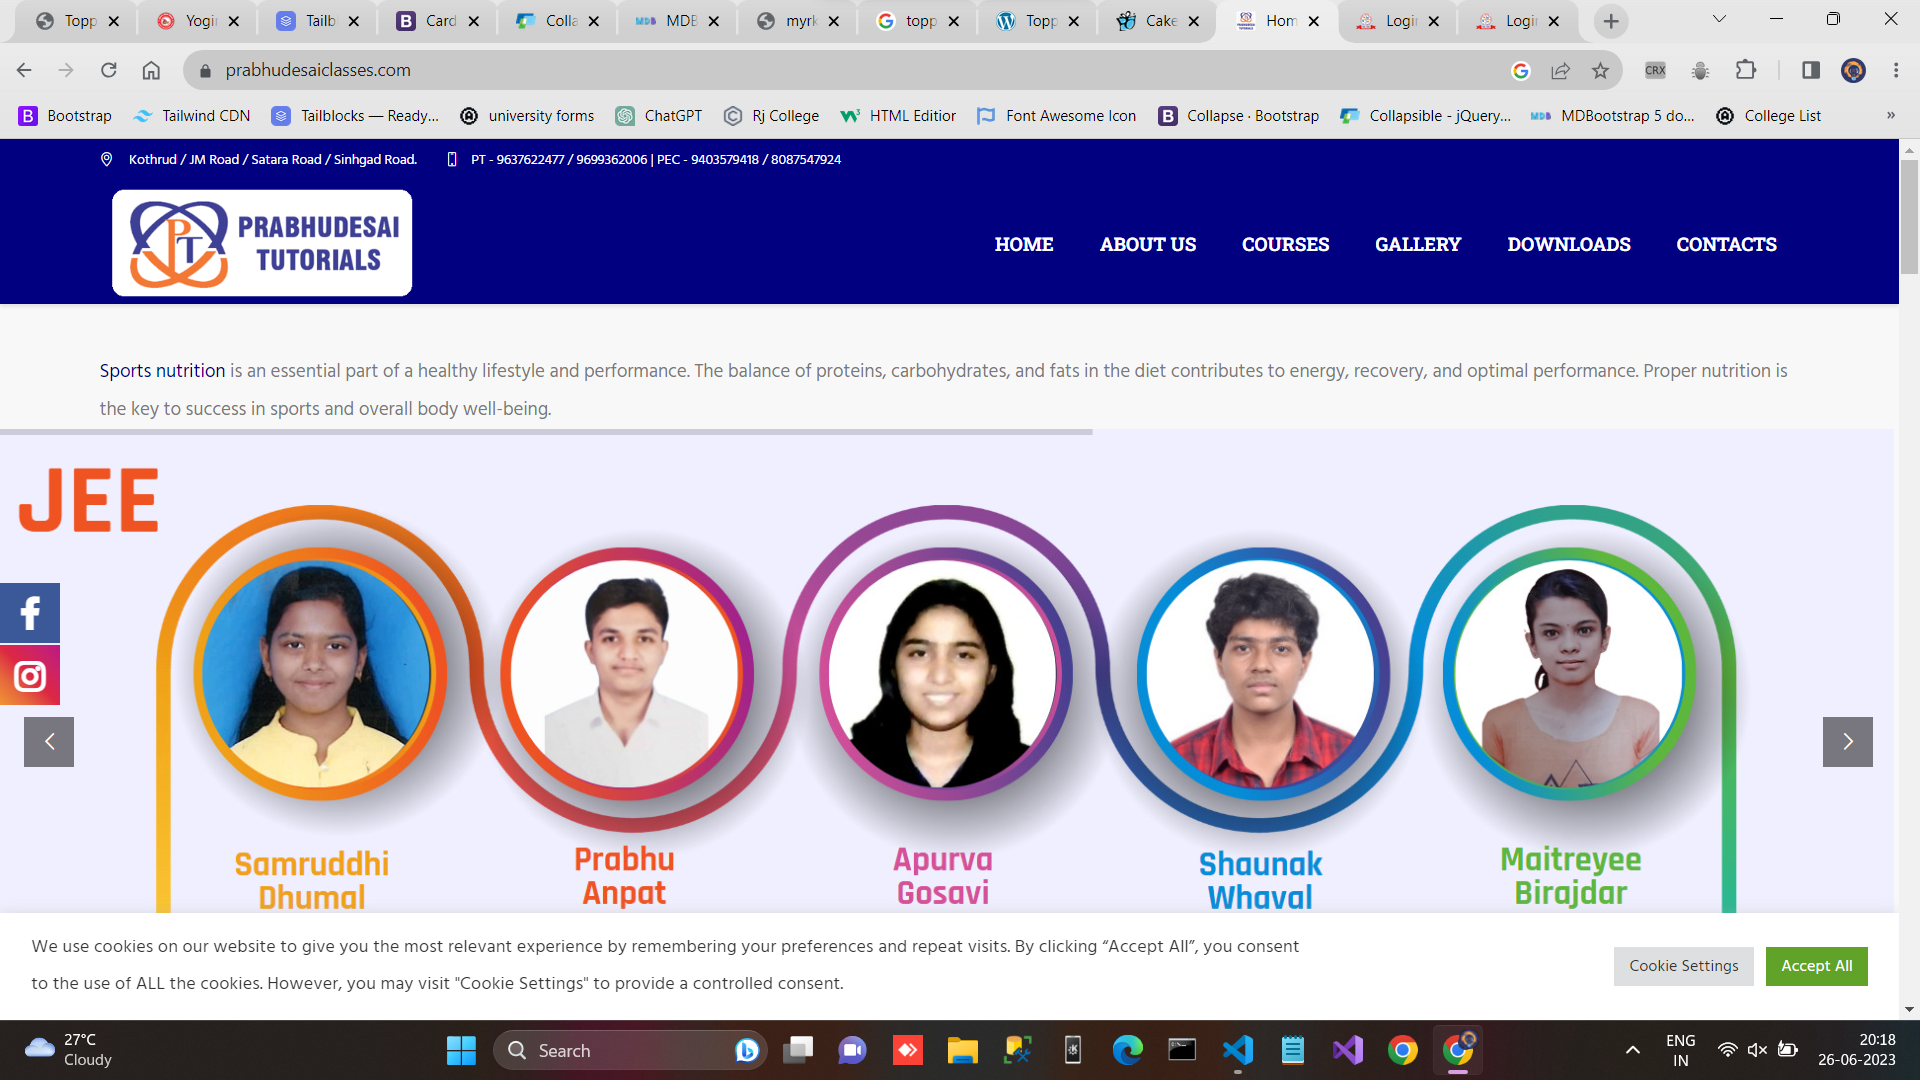 Topp
Yogir
Tailb
Card
Colla
MDB
myrk
topp
Topp
Cake
Hom
Login
Login
prabhudesaiclasses.com
CRX
Bootstrap
Tailwind CDN
Tailblocks — Ready...
university forms
ChatGPT
Rj College
HTML Editior
Font Awesome Icon
Collapse · Bootstrap
Collapsible - jQuery...
MDBootstrap 5 do...
College List
Kothrud / JM Road / Satara Road / Sinhgad Road.
PT - 9637622477 / 9699362006 | PEC - 9403579418 / 8087547924
PT
PRABHUDESAI
TUTORIALS
HOME
ABOUT US
COURSES
GALLERY
DOWNLOADS
CONTACTS
Sports nutrition is an essential part of a healthy lifestyle and performance. The balance of proteins, carbohydrates, and fats in the diet contributes to energy, recovery, and optimal performance. Proper nutrition is
the key to success in sports and overall body well-being.
JEE
Samruddhi
Dhumal
Prabhu
Anpat
Apurva
Gosavi
Shaunak
Whaval
Maitreyee
Birajdar
We use cookies on our website to give you the most relevant experience by remembering your preferences and repeat visits. By clicking “Accept All”, you consent
to the use of ALL the cookies. However, you may visit "Cookie Settings" to provide a controlled consent.
Cookie Settings
Accept All
27°C
Cloudy
Search
ENG
IN
20:18
26-06-2023